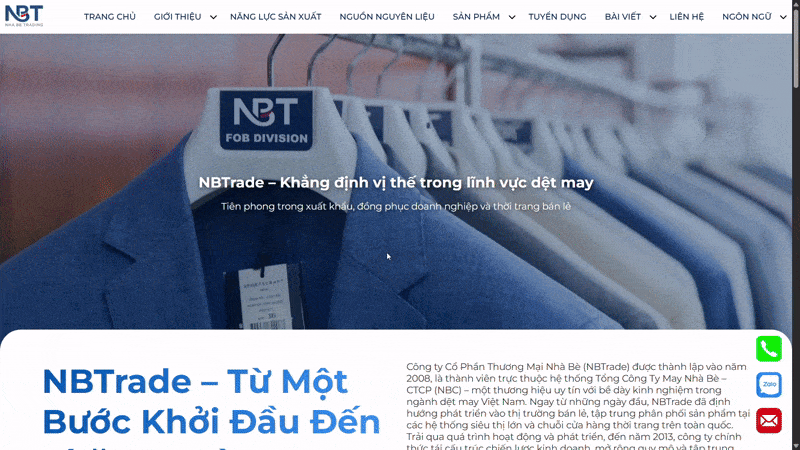 NBT
NHÀ BÈ TRADING
TRANG CHỦ
GIỚI THIỆU
NĂNG LỰC SẢN XUẤT
NGUỒN NGUYÊN LIỆU
SẢN PHẨM
TUYỂN DỤNG
BÀI VIẾT
LIÊN HỆ
NGÔN NGỮ
NBT
FOB DIVISION
NBTrade – Khẳng định vị thế trong lĩnh vực dệt may
Tiên phong trong xuất khẩu, đồng phục doanh nghiệp và thời trang bán lẻ
NBTrade – Từ Một
Bước Khởi Đầu Đến
Công ty Cổ Phần Thương Mại Nhà Bè (NBTrade) được thành lập vào năm
2008, là thành viên trực thuộc hệ thống Tổng Công Ty May Nhà Bè –
CTCP (NBC) – một thương hiệu uy tín với bề dày kinh nghiệm trong
ngành dệt may Việt Nam. Ngay từ những ngày đầu, NBTrade đã định
hướng phát triển vào thị trường bán lẻ, tập trung phân phối sản phẩm tại
các hệ thống siêu thị lớn và chuỗi cửa hàng thời trang trên toàn quốc.
Trải qua quá trình hoạt động và phát triển, đến năm 2013, công ty chính
thức tái cấu trúc chiến lược kinh doanh, mở rộng quy mô và tập trung
Zalo